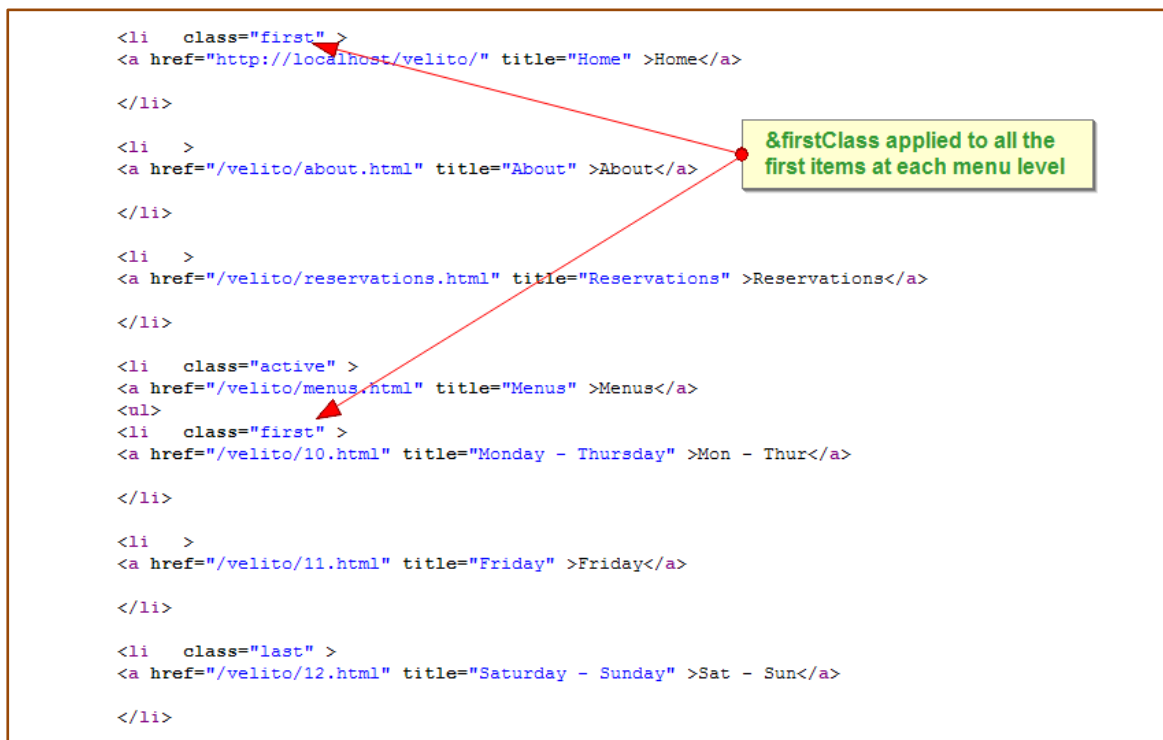 <li   class="first" >
<a href="http://localhost/velito/" title="Home" >Home</a>
</li>
&firstClass applied to all the
first items at each menu level
<li   >
<a href="/velito/about.html" title="About" >About</a>
</li>
<li   >
<a href="/velito/reservations.html" title="Reservations" >Reservations</a>
</li>
<li   class="active" >
<a href="/velito/menus.html" title="Menus" >Menus</a>
<ul>
<li   class="first" >
<a href="/velito/10.html" title="Monday - Thursday" >Mon - Thur</a>
</li>
<li   >
<a href="/velito/11.html" title="Friday" >Friday</a>
</li>
<li   class="last" >
<a href="/velito/12.html" title="Saturday - Sunday" >Sat - Sun</a>
</li>